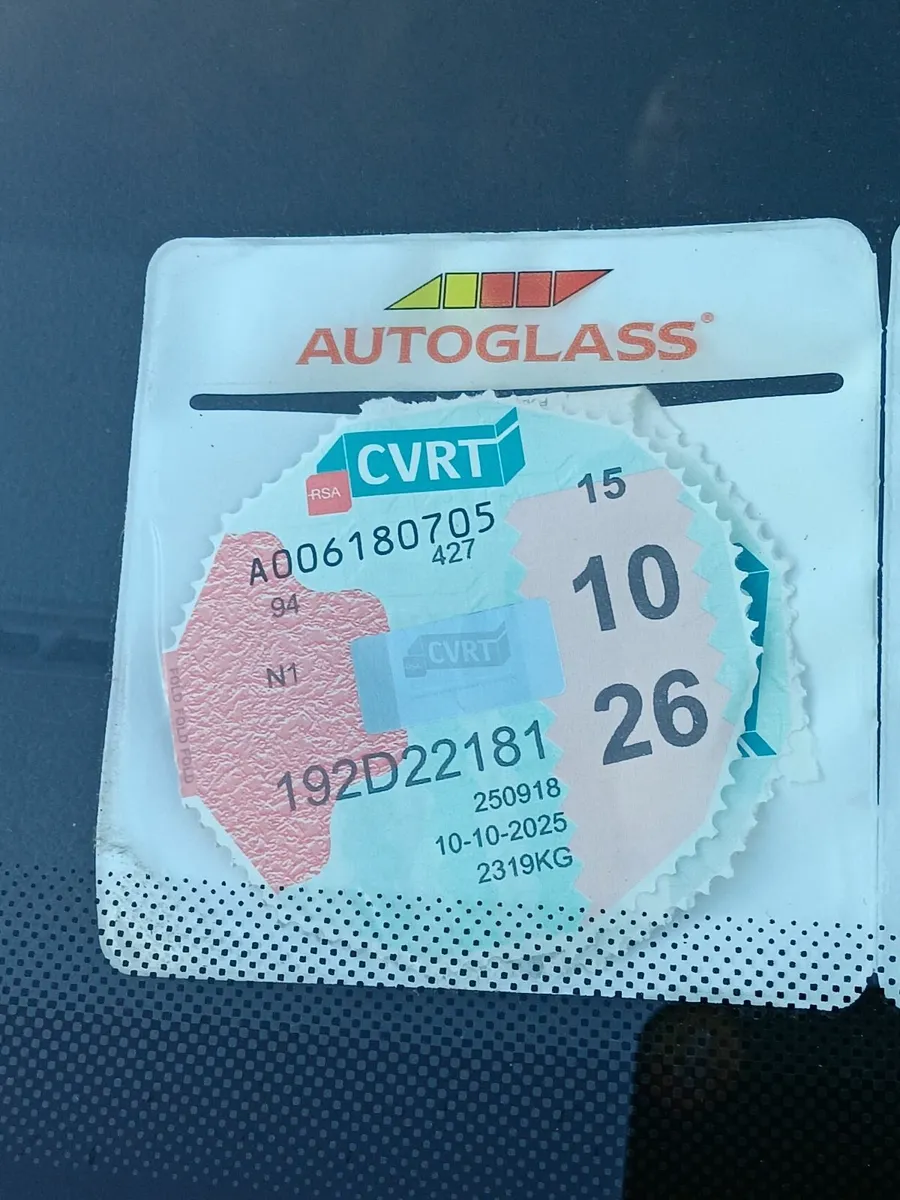 AUTOGLASS®
CVRT
RSA
15
A006180705
427
10
94
CVRT
N1
26
192D22181
250918
10-10-2025
2319KG